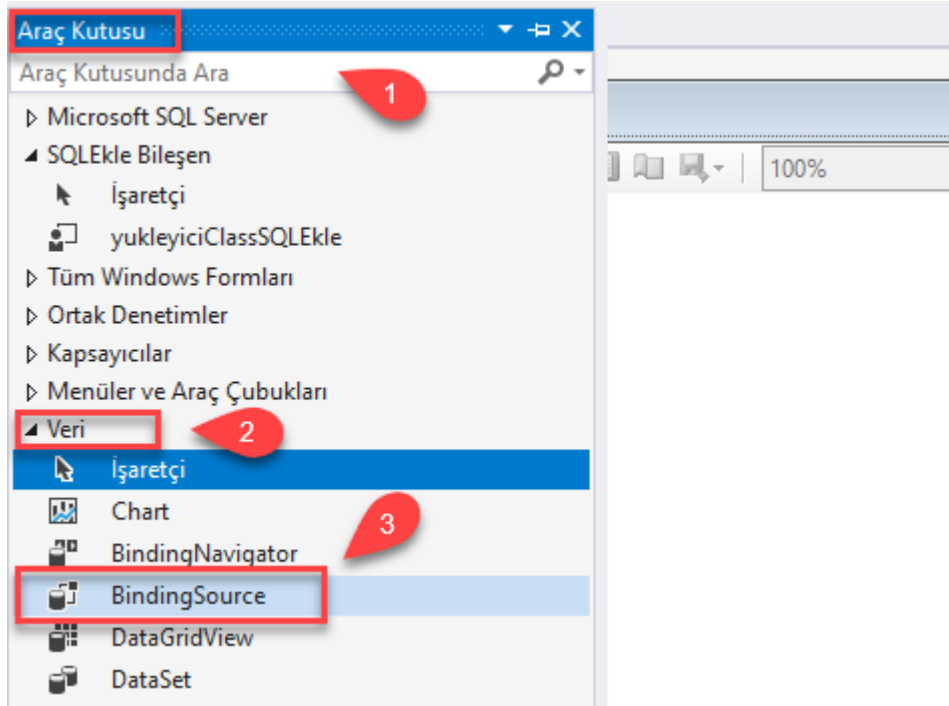 Araç Kutusu
Araç Kutusunda Ara
1
Microsoft SQL Server
SQLEkle Bileşen
İşaretçi
100%
yukleyiciClassSQLEkle
Tüm Windows Formları
Ortak Denetimler
Kapsayıcılar
Menüler ve Araç Çubukları
Veri
2
İşaretçi
Chart
3
BindingNavigator
BindingSource
DataGridView
DataSet